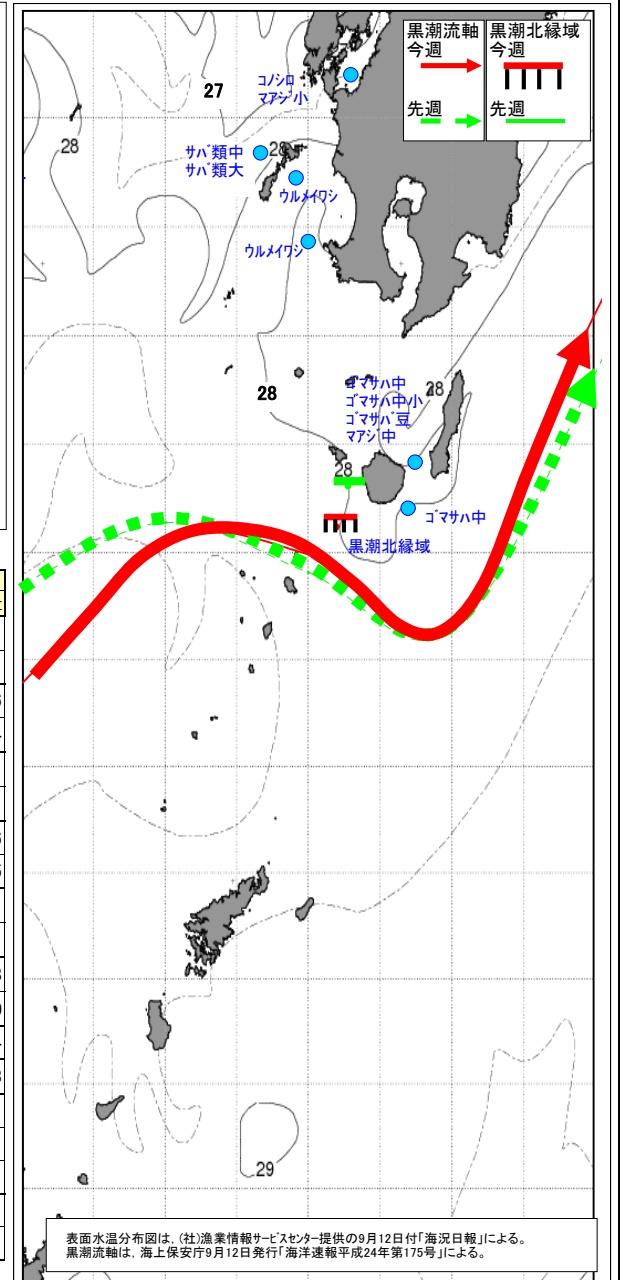 黒潮流軸
今週
先週
黒潮北縁域
今週
先週
27
28
コノシロ
マアジ小
サバ類中
サバ類大
28
ウルメイワシ
ウルメイワシ
28
ゴマサバ中
ゴマサバ中小
ゴマサバ豆
マアジ中
28
28
ゴマサバ中
黒潮北縁域
29
表面水温分布図は，(社)漁業情報サービスセンター提供の9月12日付「海況日報」による。
黒潮流軸は，海上保安庁9月12日発行「海洋速報平成24年第175号」による。